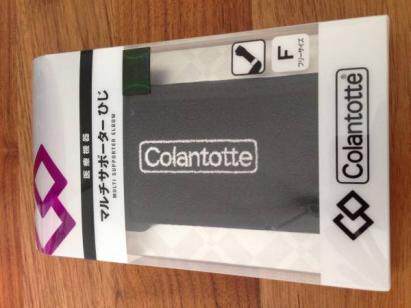 医療機器
マルチサポーター ひじ
MULTI SUPPORTER ELBOW
F
フリーサイズ
Colantotte
Colantotte®